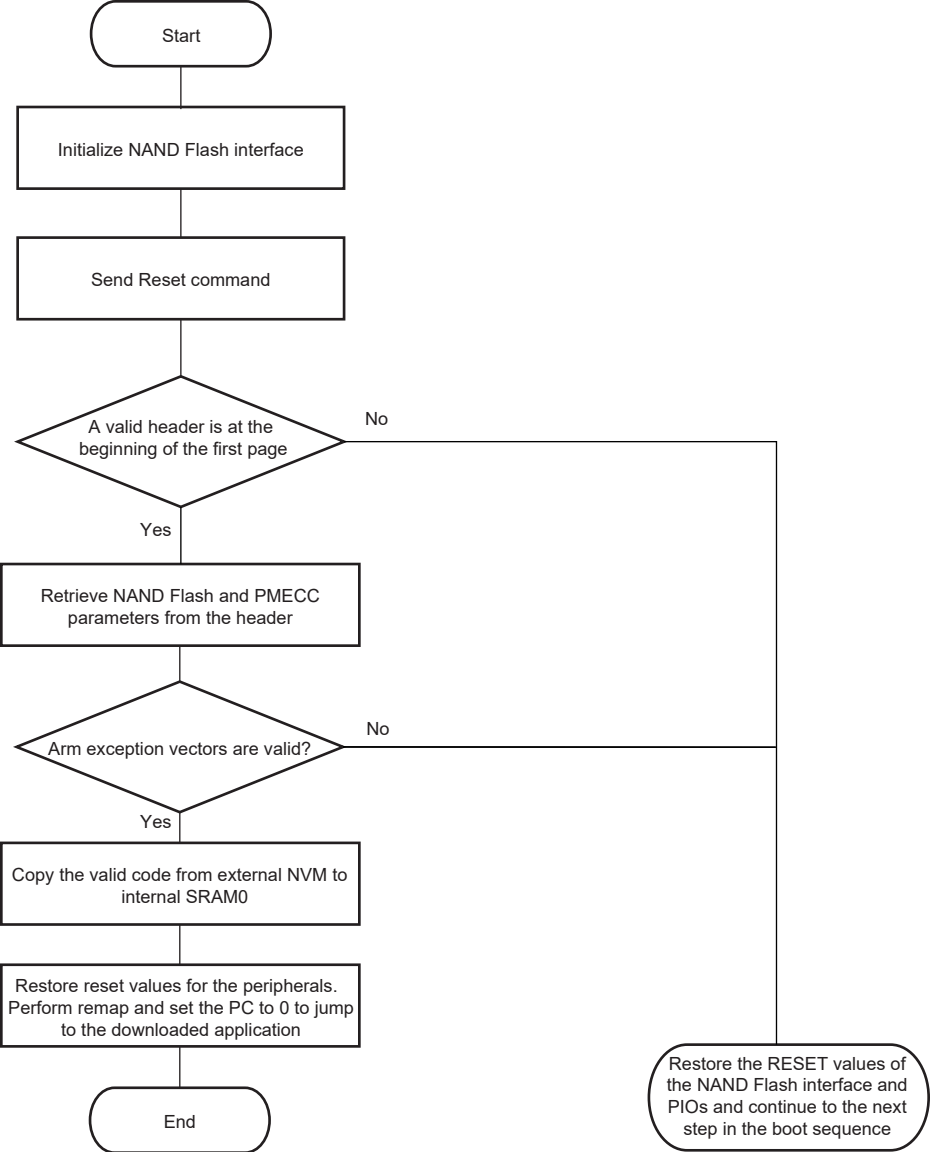 Start
Initialize NAND Flash interface
Send Reset command
A valid header is at the
beginning of the first page
No
Yes
Retrieve NAND Flash and PMECC
parameters from the header
Arm exception vectors are valid?
No
Yes
Copy the valid code from external NVM to
internal SRAM0
Restore reset values for the peripherals.
Perform remap and set the PC to 0 to jump
to the downloaded application
End
Restore the RESET values of
the NAND Flash interface and
PIOs and continue to the next
step in the boot sequence